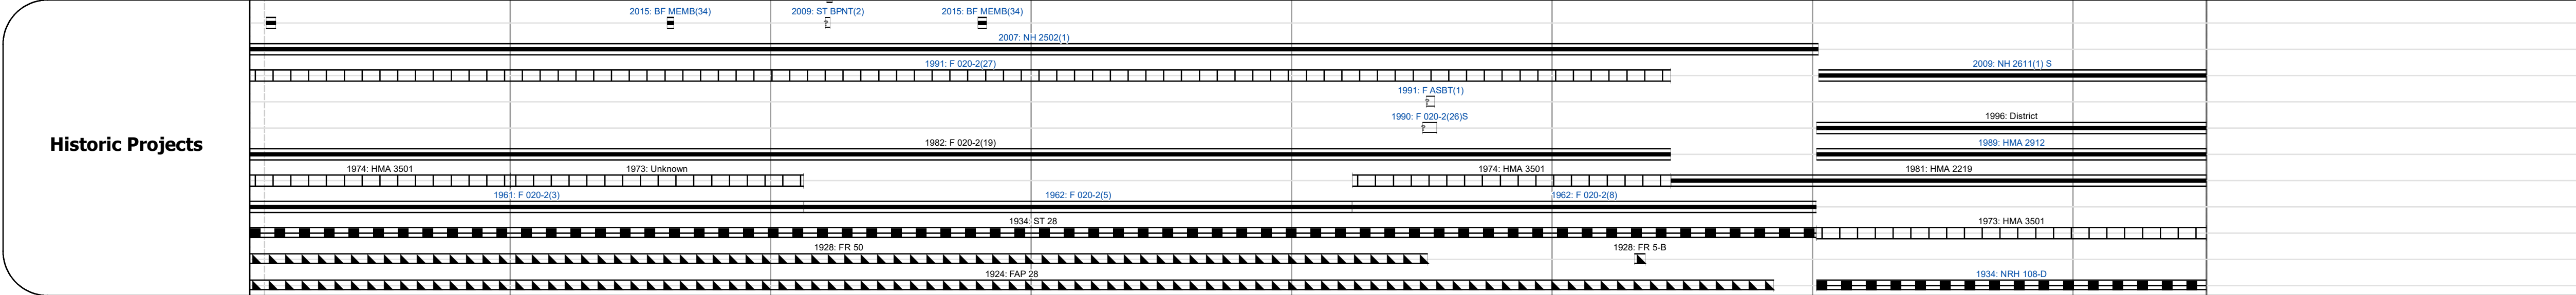 2015: BF MEMB(34) 2009: ST BPNT(2) 2015: BF MEMB(34)
?
2007: NH 2502(1)
1991: F 020-2(27) 2009: NH 2611(1) S
1991: F ASBT(1)
?
1990: F 020-2(26)S 1996: District
?
Historic Projects
1982: F 020-2(19) 1989: HMA 2912
1974: HMA 3501 1973: Unknown 1974: HMA 3501 1981: HMA 2219
1961: F 020-2(3) 1962: F 020-2(5) 1962: F 020-2(8)
1934: ST 28 1973: HMA 3501
1928: FR 50 1928: FR 5-B
1924: FAP 28 1934: NRH 108-D